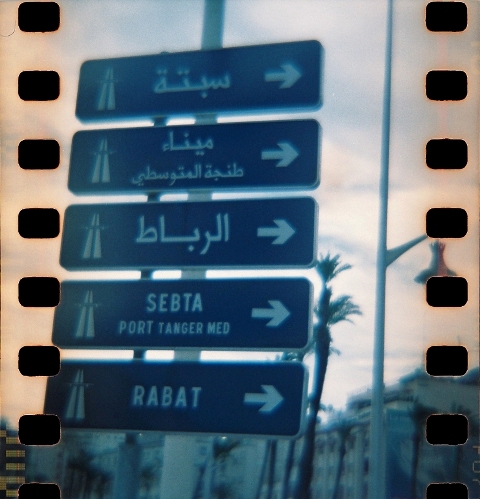 سبتة
ميناء
طنجة المتوسطي
الرباط
SEBTA
PORT TANGER MED
RABAT